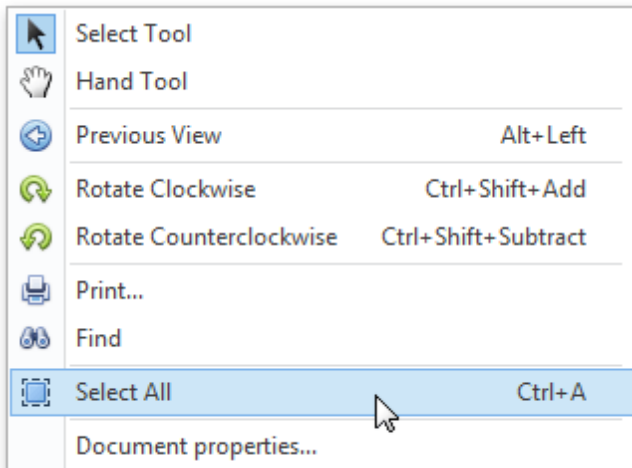 Select Tool
Hand Tool
Previous View Alt+Left
Rotate Clockwise Ctrl+Shift+Add
Rotate Counterclockwise Ctrl+Shift+Subtract
Print...
Find
Select All Ctrl+A
Document properties...